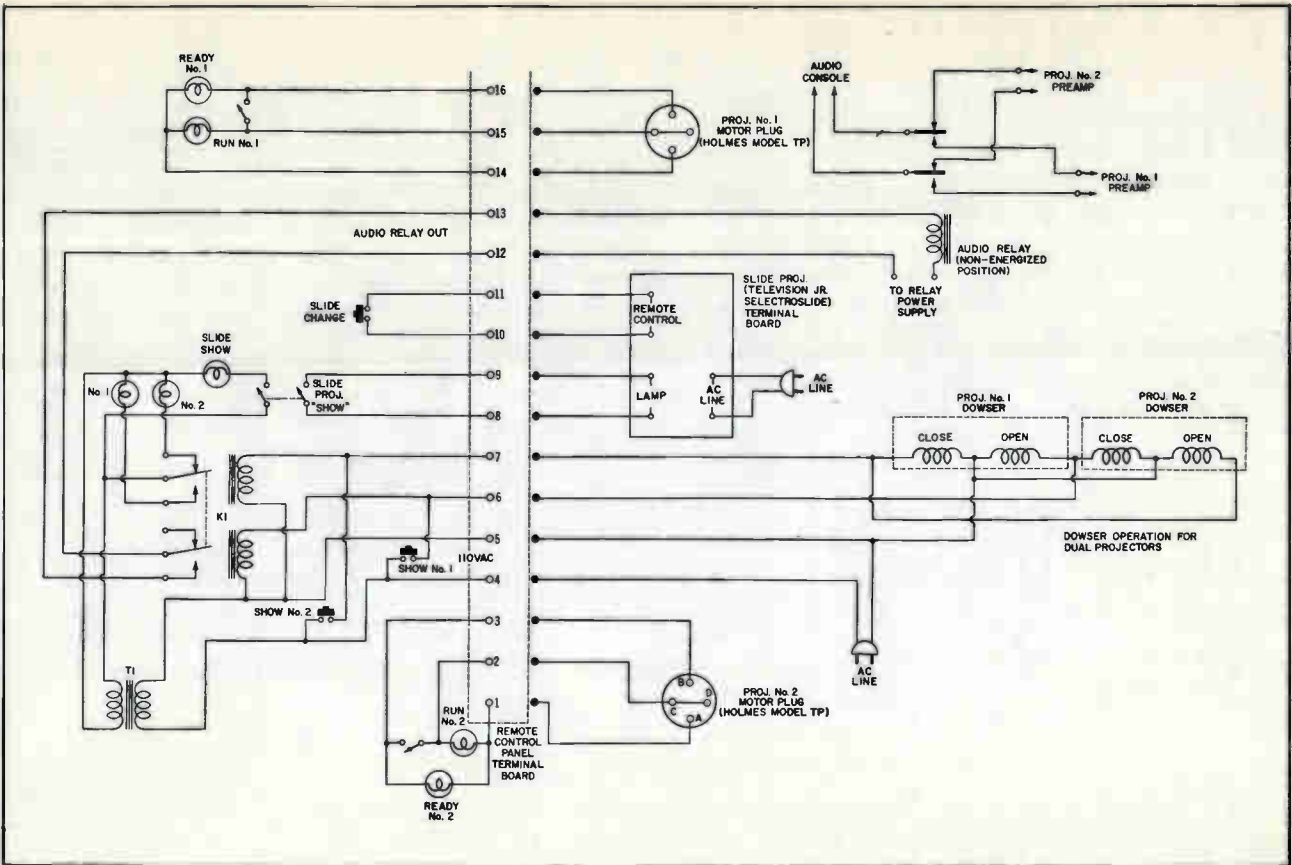 READY
No. 1
RUN No. 1
16
15
14
13
12
11
10
9
8
7
6
5
4
3
2
1
PROJ. No. 1
MOTOR PLUG
(HOLMES MODEL TP)
AUDIO
CONSOLE
PROJ. No. 2
PREAMP
PROJ. No. 1
PREAMP
AUDIO RELAY OUT
AUDIO RELAY
(NON-ENERGIZED
POSITION)
TO RELAY
POWER
SUPPLY
SLIDE
CHANGE
SLIDE PROJ.
(TELEVISION JR.
SELECTROSLIDE)
TERMINAL
BOARD
REMOTE
CONTROL
LAMP
AC
LINE
AC
LINE
SLIDE
SHOW
No. 1
No. 2
SLIDE
PROJ.
"SHOW"
PROJ. No. 1
DOWSER
PROJ. No. 2
DOWSER
CLOSE
OPEN
CLOSE
OPEN
K1
110VAC
SHOW No. 1
DOWSER OPERATION FOR
DUAL PROJECTORS
SHOW No. 2
T1
AC
LINE
B
D
C
A
PROJ. No. 2
MOTOR PLUG
(HOLMES MODEL TP)
RUN
No. 2
READY
No. 2
REMOTE
CONTROL
PANEL
TERMINAL
BOARD